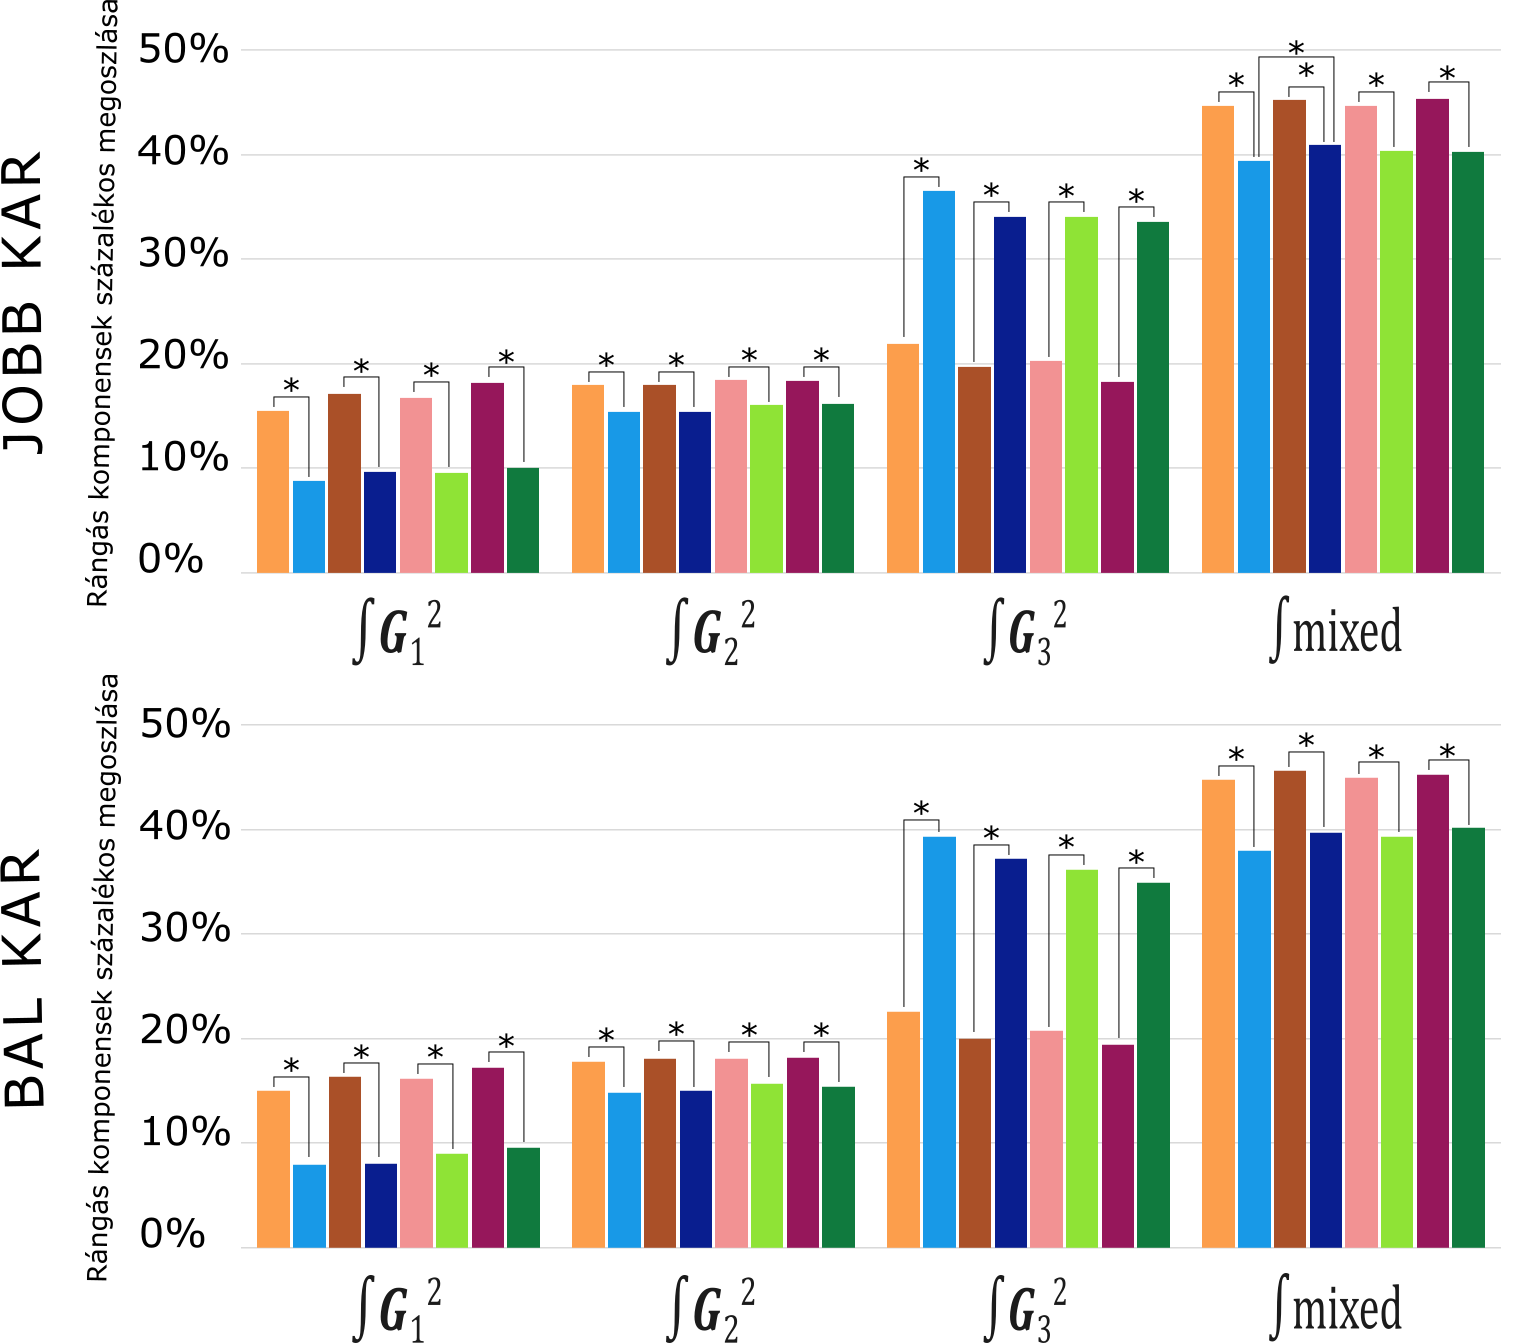 JOBB KAR
Rángás komponensek százalékos megoszlása
50%
40%
30%
20%
10%
0%
* * * * * * * * * * * * * * * * *
∫G₁² ∫G₂² ∫G₃² ∫mixed
BAL KAR
Rángás komponensek százalékos megoszlása
50%
40%
30%
20%
10%
0%
* * * * * * * * * * * * * * * *
∫G₁² ∫G₂² ∫G₃² ∫mixed